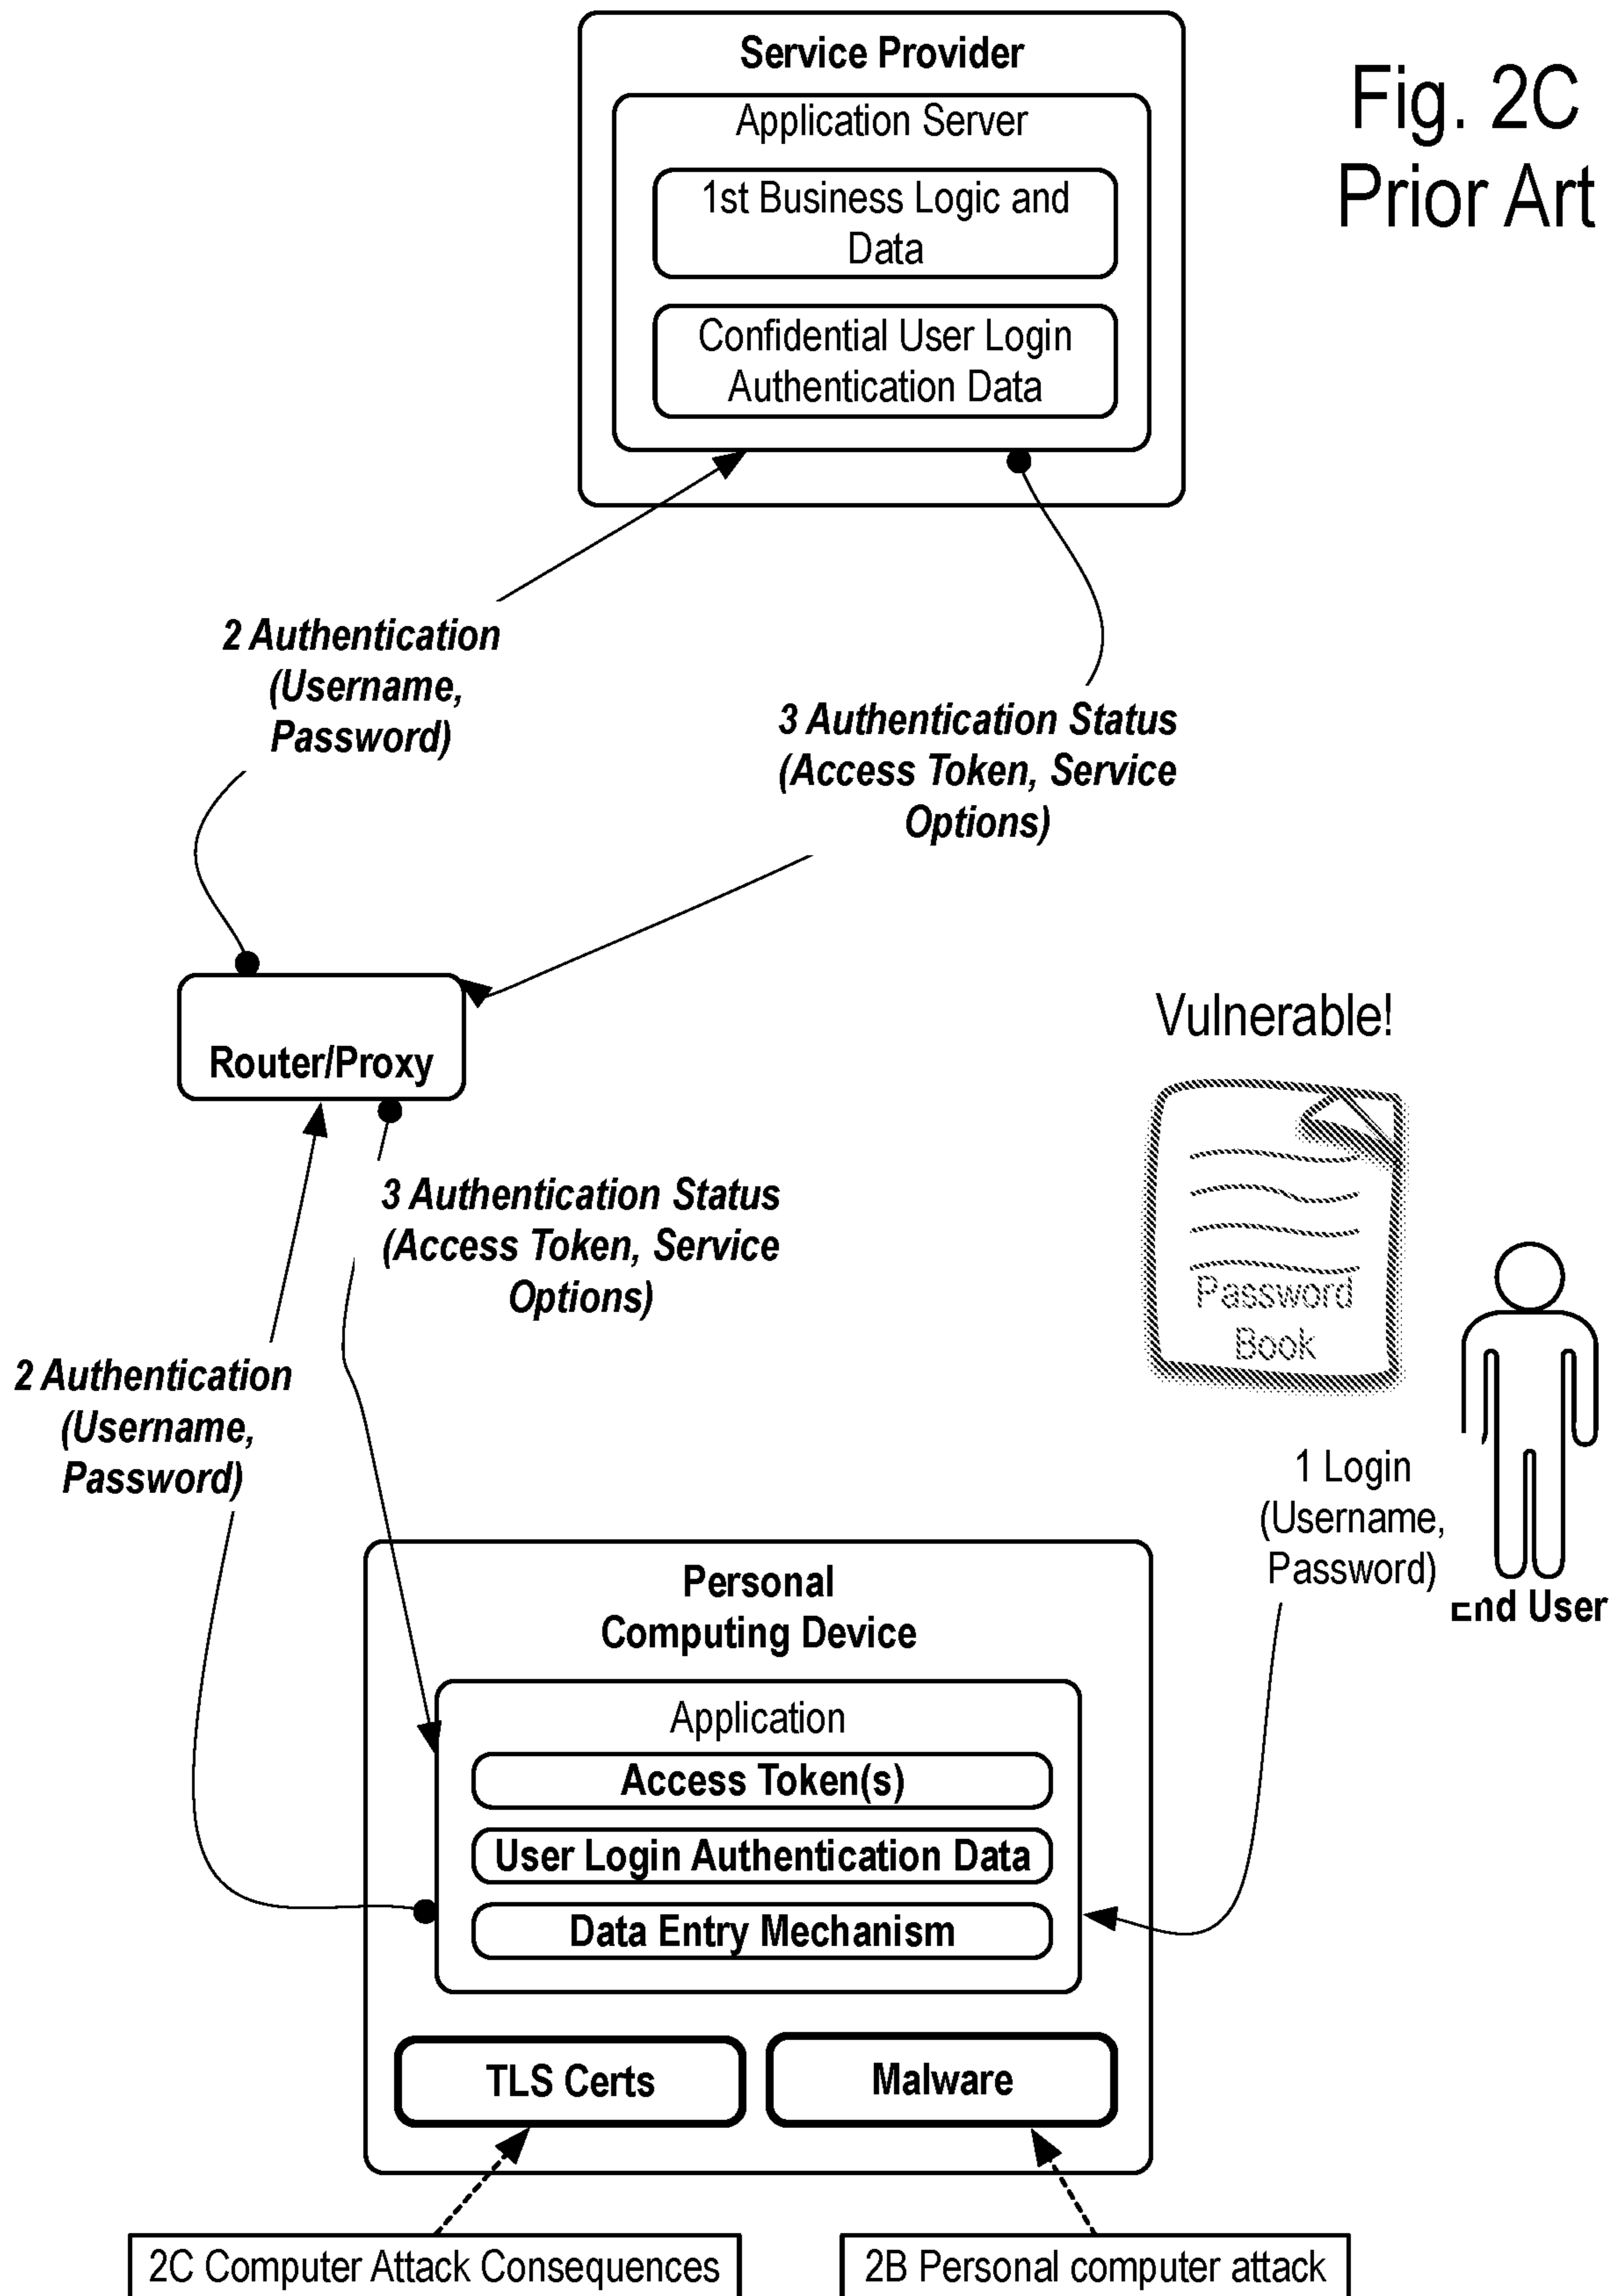 Fig. 2C
Prior Art
Service Provider
Application Server
1st Business Logic and
Data
Confidential User Login
Authentication Data
2 Authentication
(Username,
Password)
3 Authentication Status
(Access Token, Service
Options)
Router/Proxy
Vulnerable!
Password
Book
3 Authentication Status
(Access Token, Service
Options)
2 Authentication
(Username,
Password)
1 Login
(Username,
Password)
End User
Personal
Computing Device
Application
Access Token(s)
User Login Authentication Data
Data Entry Mechanism
TLS Certs
Malware
2C Computer Attack Consequences
2B Personal computer attack